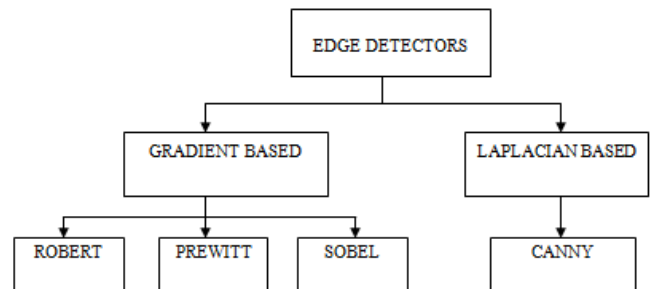 EDGE DETECTORS
GRADIENT BASED
LAPLACIAN BASED
ROBERT
PREWITT
SOBEL
CANNY